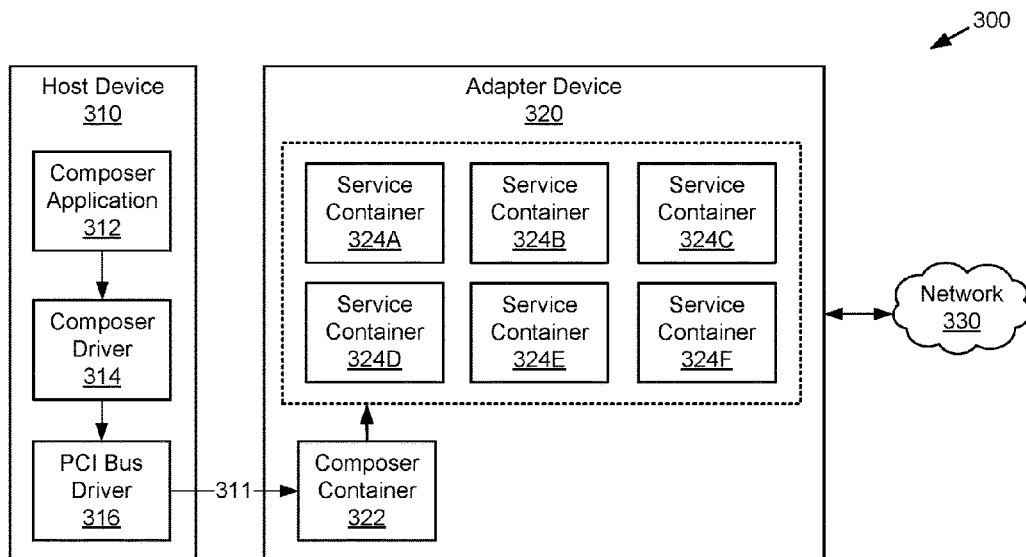 300
Host Device
310
Composer
Application
312
Composer
Driver
314
PCI Bus
Driver
316
311
Adapter Device
320
Service
Container
324A
Service
Container
324B
Service
Container
324C
Service
Container
324D
Service
Container
324E
Service
Container
324F
Composer
Container
322
Network
330